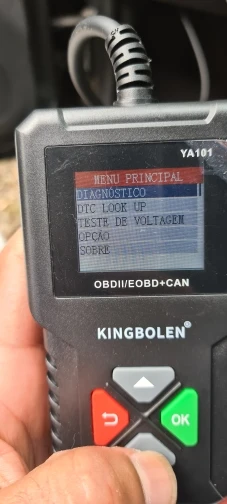 YA101
MENU PRINCIPAL
DIAGNÓSTICO
DTC LOOK UP
TESTE DE VOLTAGEM
OPÇÃO
SOBRE
OBDII/EOBD+CAN
KINGBOLEN®
OK